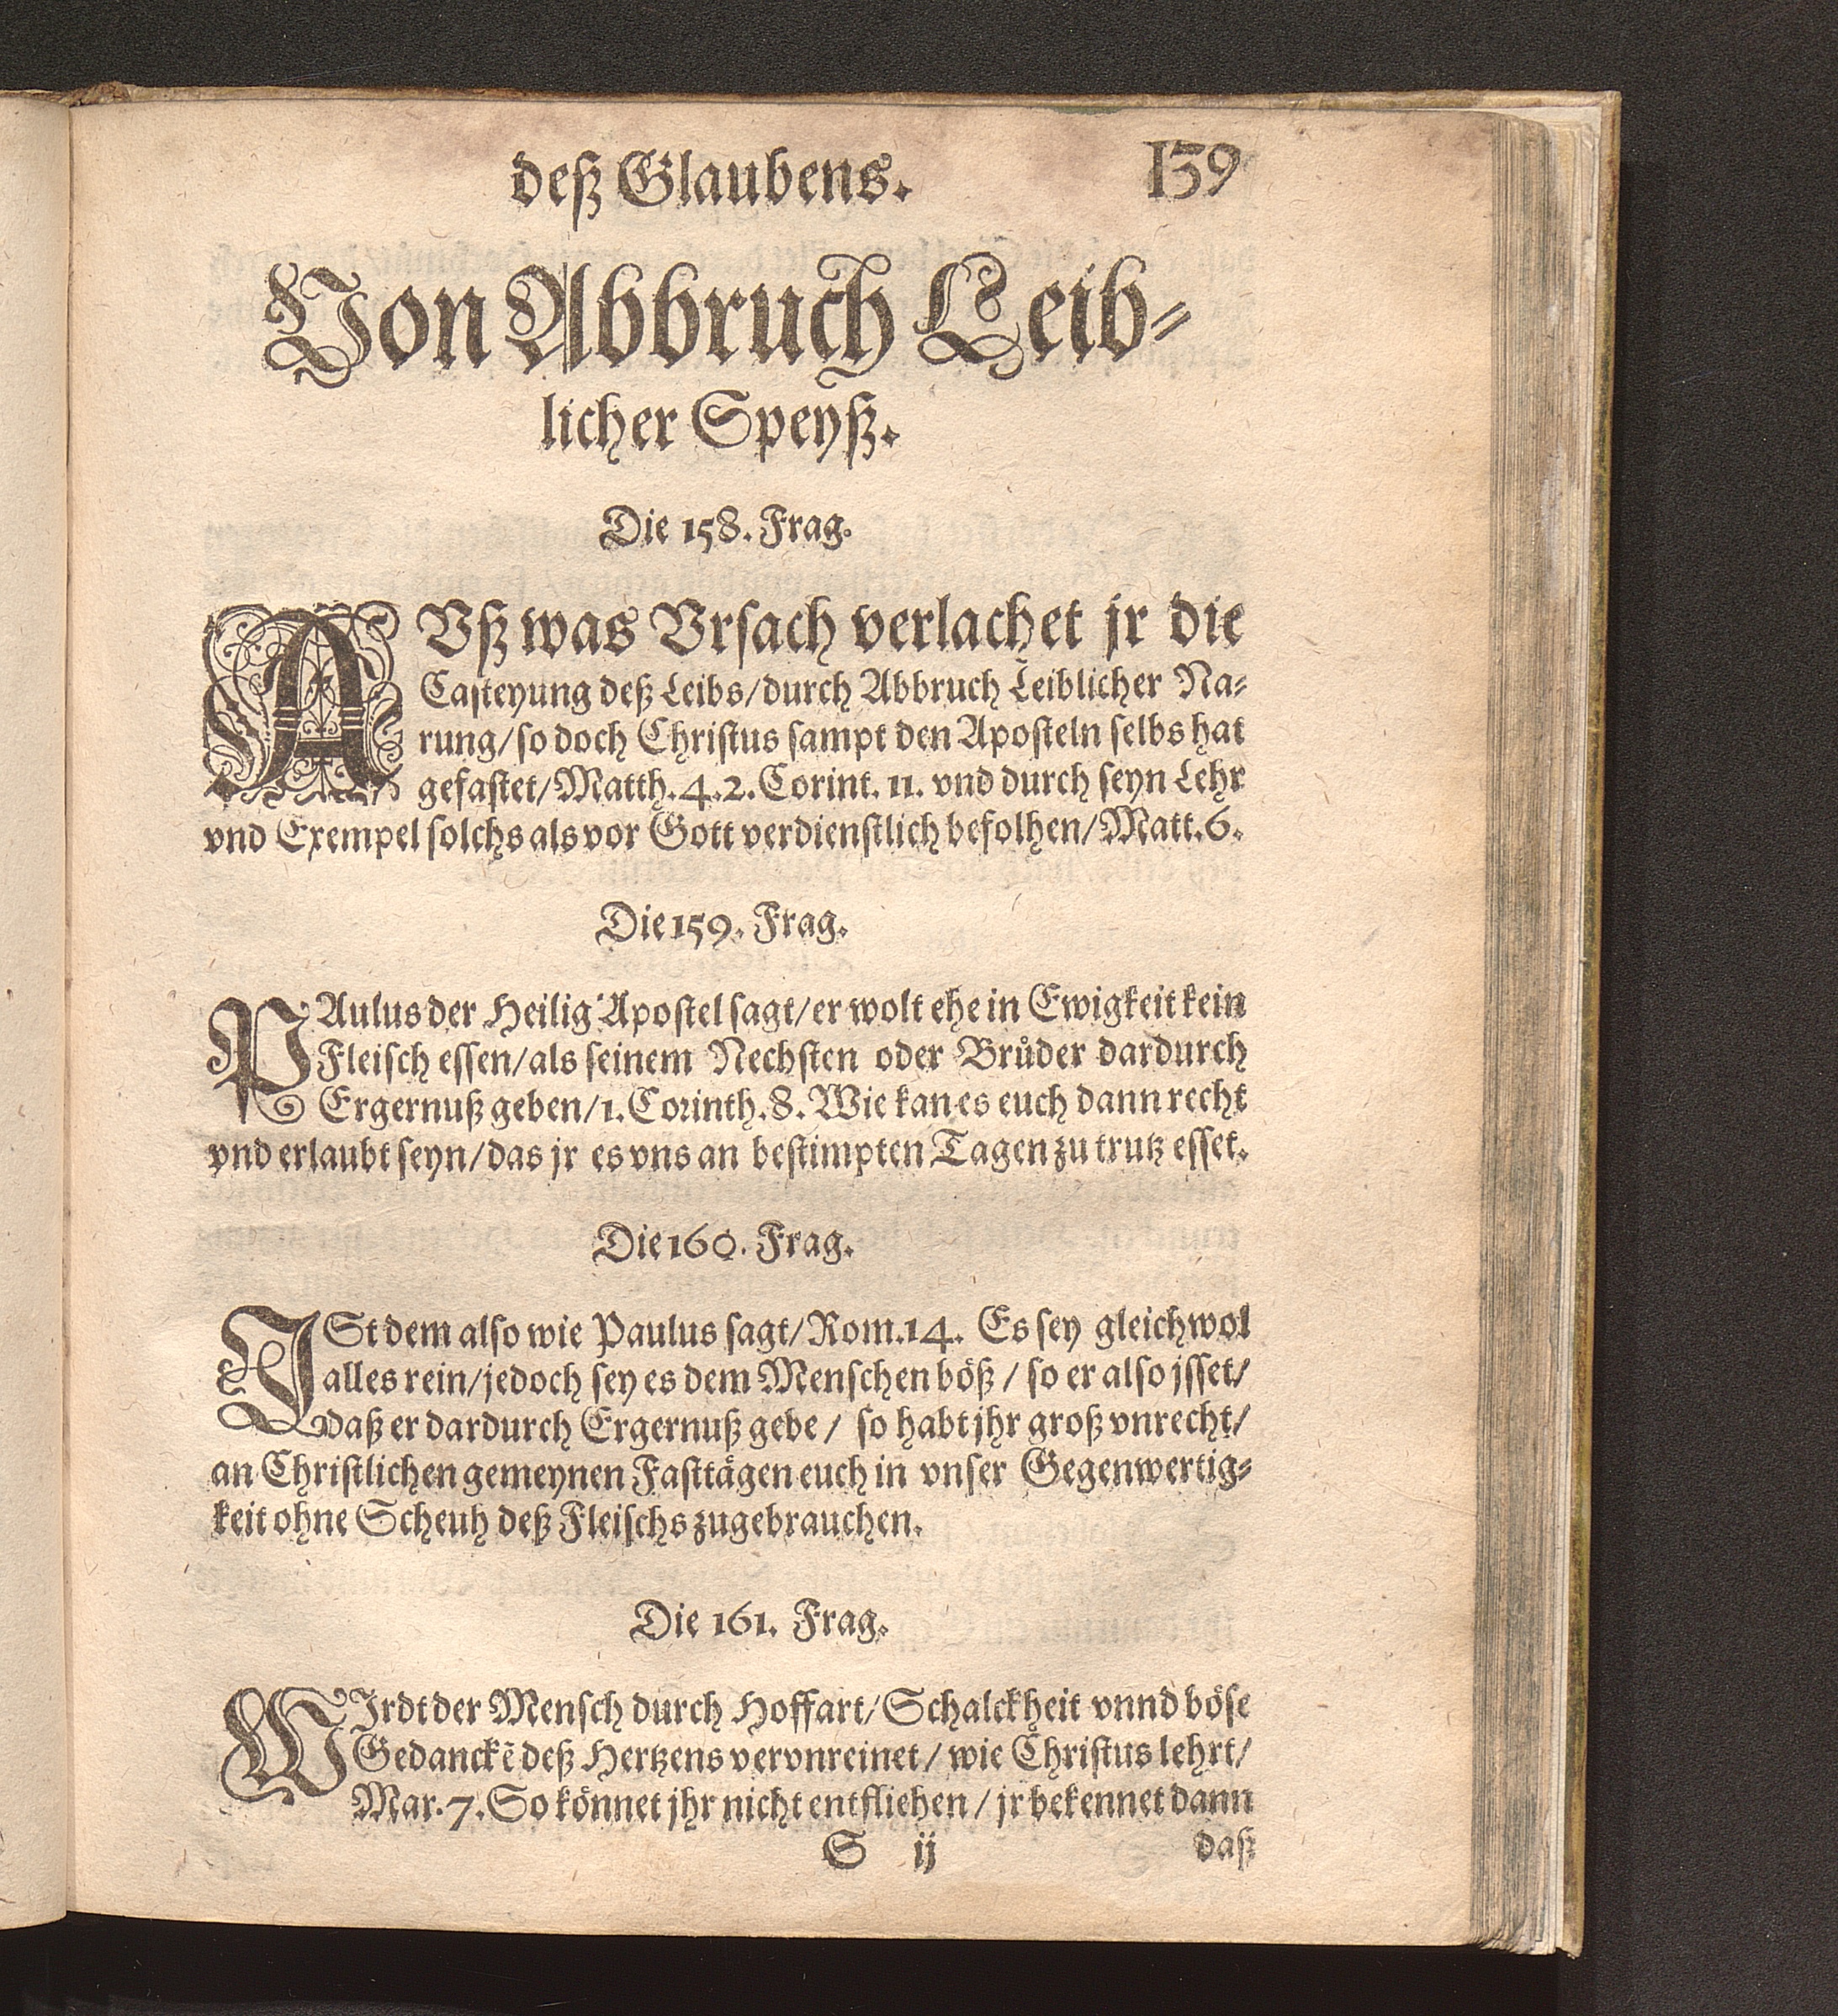 deß Glaubens. 139
Von Abbruch Leib⸗
licher Speyß.
Die 158. Frag.
AVß was Vrsach verlachet jr die
Casteyung deß Leibs/durch Abbruch Leiblicher Na⸗
rung/so doch Christus sampt den Aposteln selbs hat
gefastet/Matth.4.2.Corint.11. vnd durch seyn Lehr
vnd Exempel solchs als vor Gott verdienstlich befolhen/Matt.6.
Die 159. Frag.
PAulus der Heilig Apostel sagt/er wolt ehe in Ewigkeit kein
Fleisch essen/als seinem Nechsten oder Brůder dardurch
Ergernuß geben/1.Corinth.8. Wie kan es euch dann recht
vnd erlaubt seyn/das jr es vns an bestimpten Tagen zu trutz esset.
Die 160. Frag.
ISt dem also wie Paulus sagt/Rom.14. Es sey gleichwol
alles rein/jedoch sey es dem Menschen böß/so er also jsset/
daß er dardurch Ergernuß gebe/ so habt jhr groß vnrecht/
an Christlichen gemeynen Fasttägen euch in vnser Gegenwertig⸗
keit ohne Scheuh deß Fleischs zugebrauchen.
Die 161. Frag.
WIrdt der Mensch durch Hoffart/Schalckheit vnnd böse
Gedanckē deß Hertzens vervnreinet/wie Christus lehrt/
Mar.7. So könnet jhr nicht entfliehen/jr bekennet dann
S ij daß